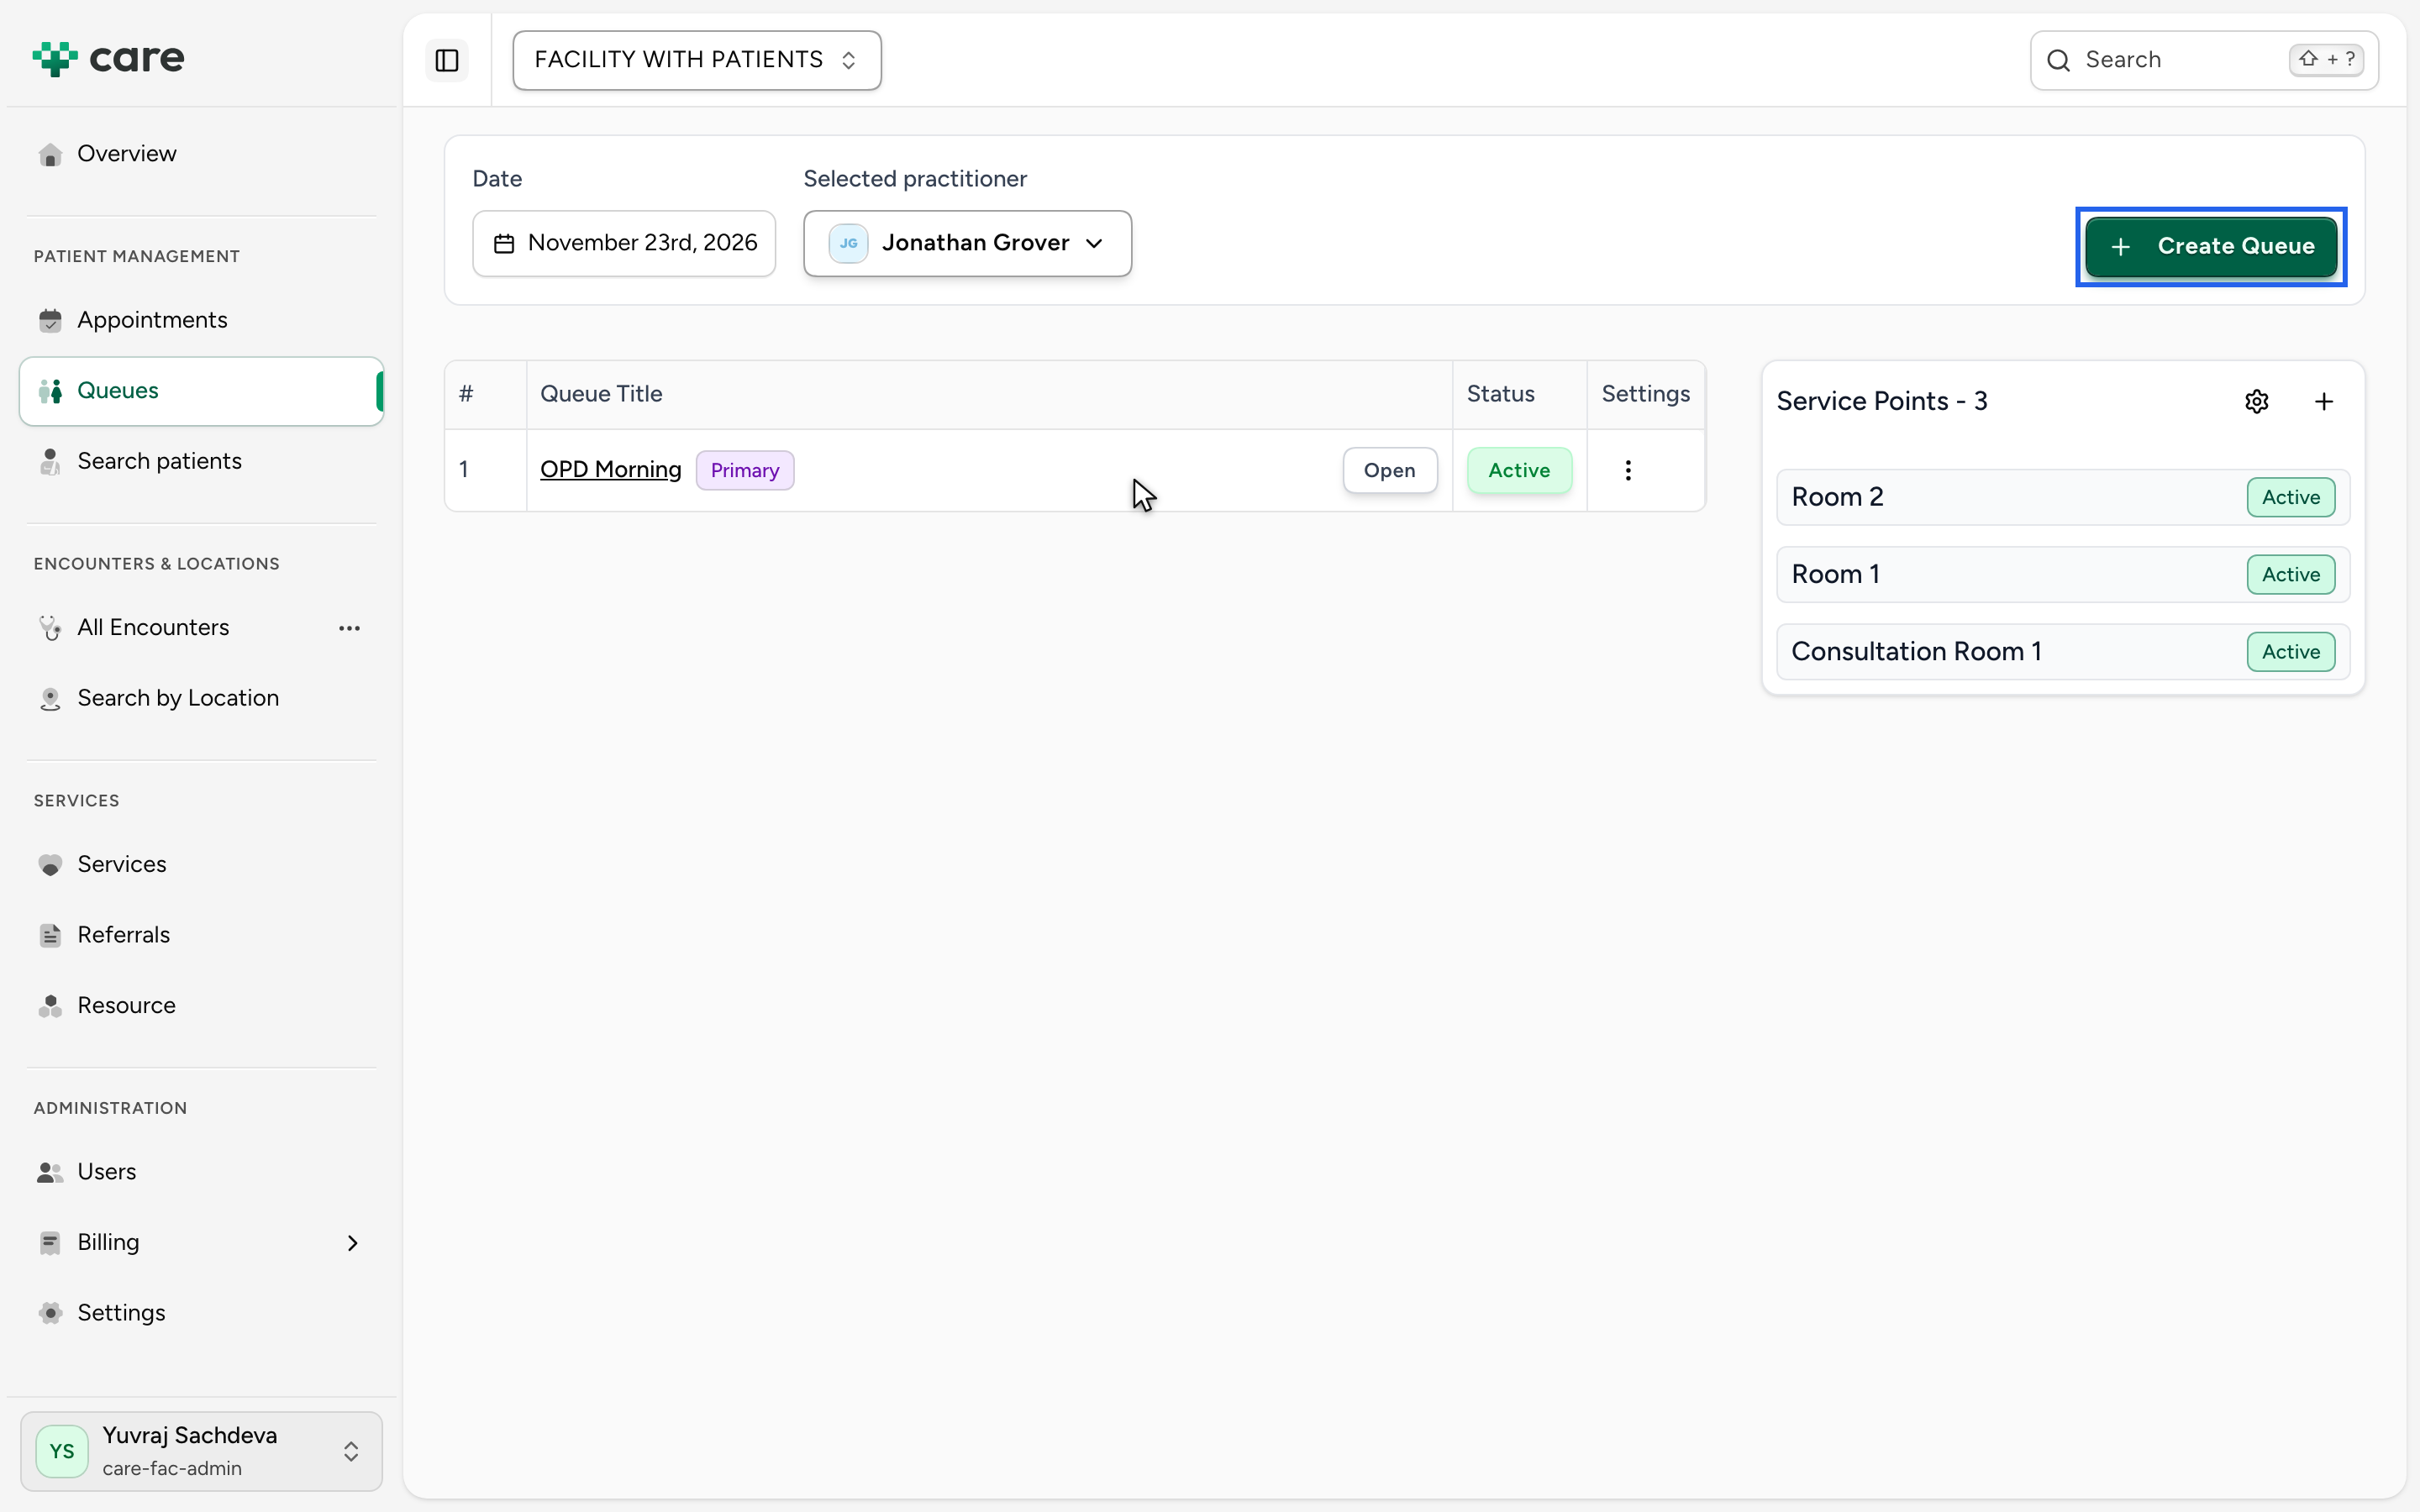 care
FACILITY WITH PATIENTS
Search
+ ?
Overview
PATIENT MANAGEMENT
Appointments
Queues
Search patients
ENCOUNTERS & LOCATIONS
All Encounters
Search by Location
SERVICES
Services
Referrals
Resource
ADMINISTRATION
Users
Billing
Settings
YS
Yuvraj Sachdeva
care-fac-admin
Date
November 23rd, 2026
Selected practitioner
JG
Jonathan Grover
Create Queue
# Queue Title Status Settings
1 OPD Morning Primary Open Active
Service Points - 3
Room 2 Active
Room 1 Active
Consultation Room 1 Active